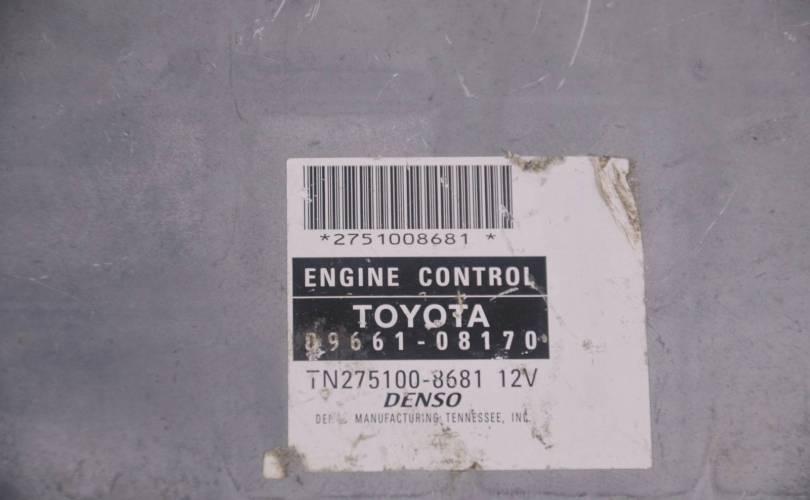 *2751008681 *
ENGINE CONTROL
TOYOTA
89661-08170
TN275100-8681 12V
DENSO
MANUFACTURING TENNESSEE, INC.